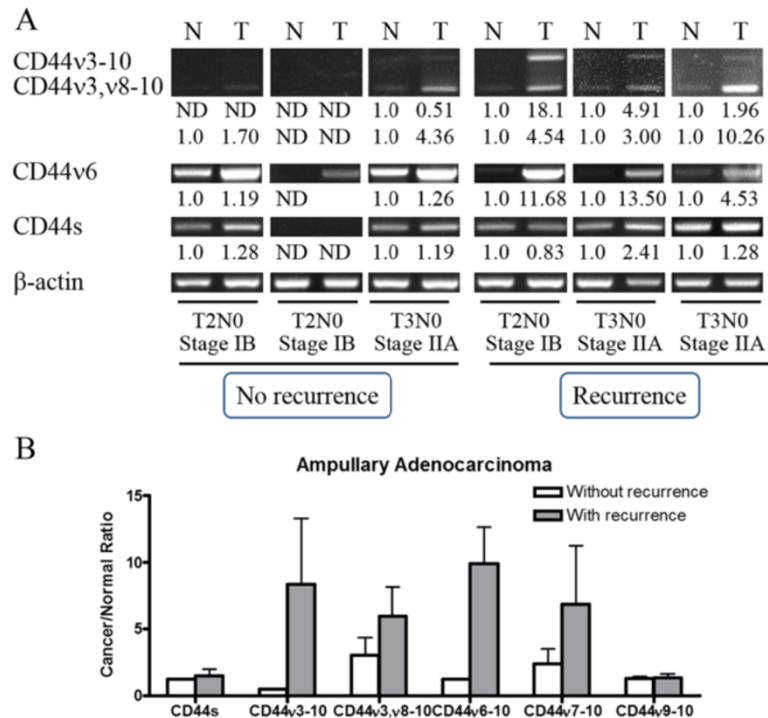 A
N T N T N T N T N T N T
CD44v3-10
CD44v3,v8-10
ND ND ND ND 1.0 0.51 1.0 18.1 1.0 4.91 1.0 1.96
1.0 1.70 ND ND 1.0 4.36 1.0 4.54 1.0 3.00 1.0 10.26
CD44v6
1.0 1.19 ND 1.0 1.26 1.0 11.68 1.0 13.50 1.0 4.53
CD44s
1.0 1.28 ND ND 1.0 1.19 1.0 0.83 1.0 2.41 1.0 1.28
β-actin
T2N0 T2N0 T3N0 T2N0 T3N0 T3N0
Stage IB Stage IB Stage IIA Stage IB Stage IIA Stage IIA
No recurrence Recurrence
B
Ampullary Adenocarcinoma
Without recurrence
With recurrence
Cancer/Normal Ratio
15
10
5
0
CD44s CD44v3-10 CD44v3,v8-10 CD44v6-10 CD44v7-10 CD44v9-10